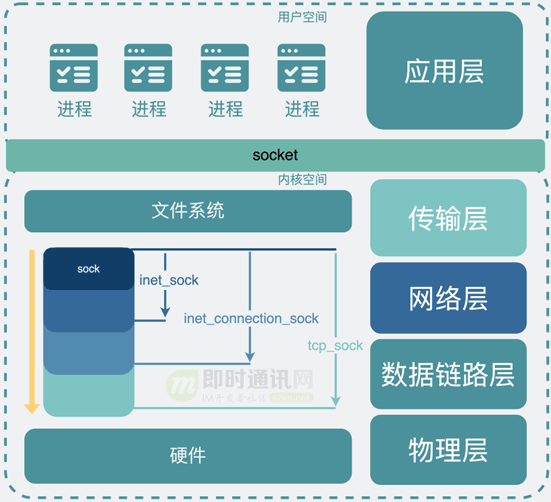 用户空间
进程
进程
进程
进程
应用层
socket
内核空间
文件系统
传输层
sock
inet_sock
网络层
inet_connection_sock
tcp_sock
即时通讯网
数据链路层
硬件
物理层